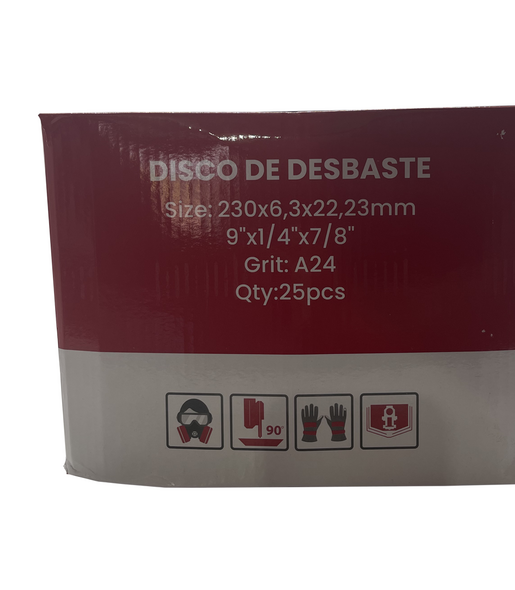 DISCO DE DESBASTE
Size: 230x6,3x22,23mm
9"x1/4"x7/8"
Grit: A24
Qty:25pcs
90°